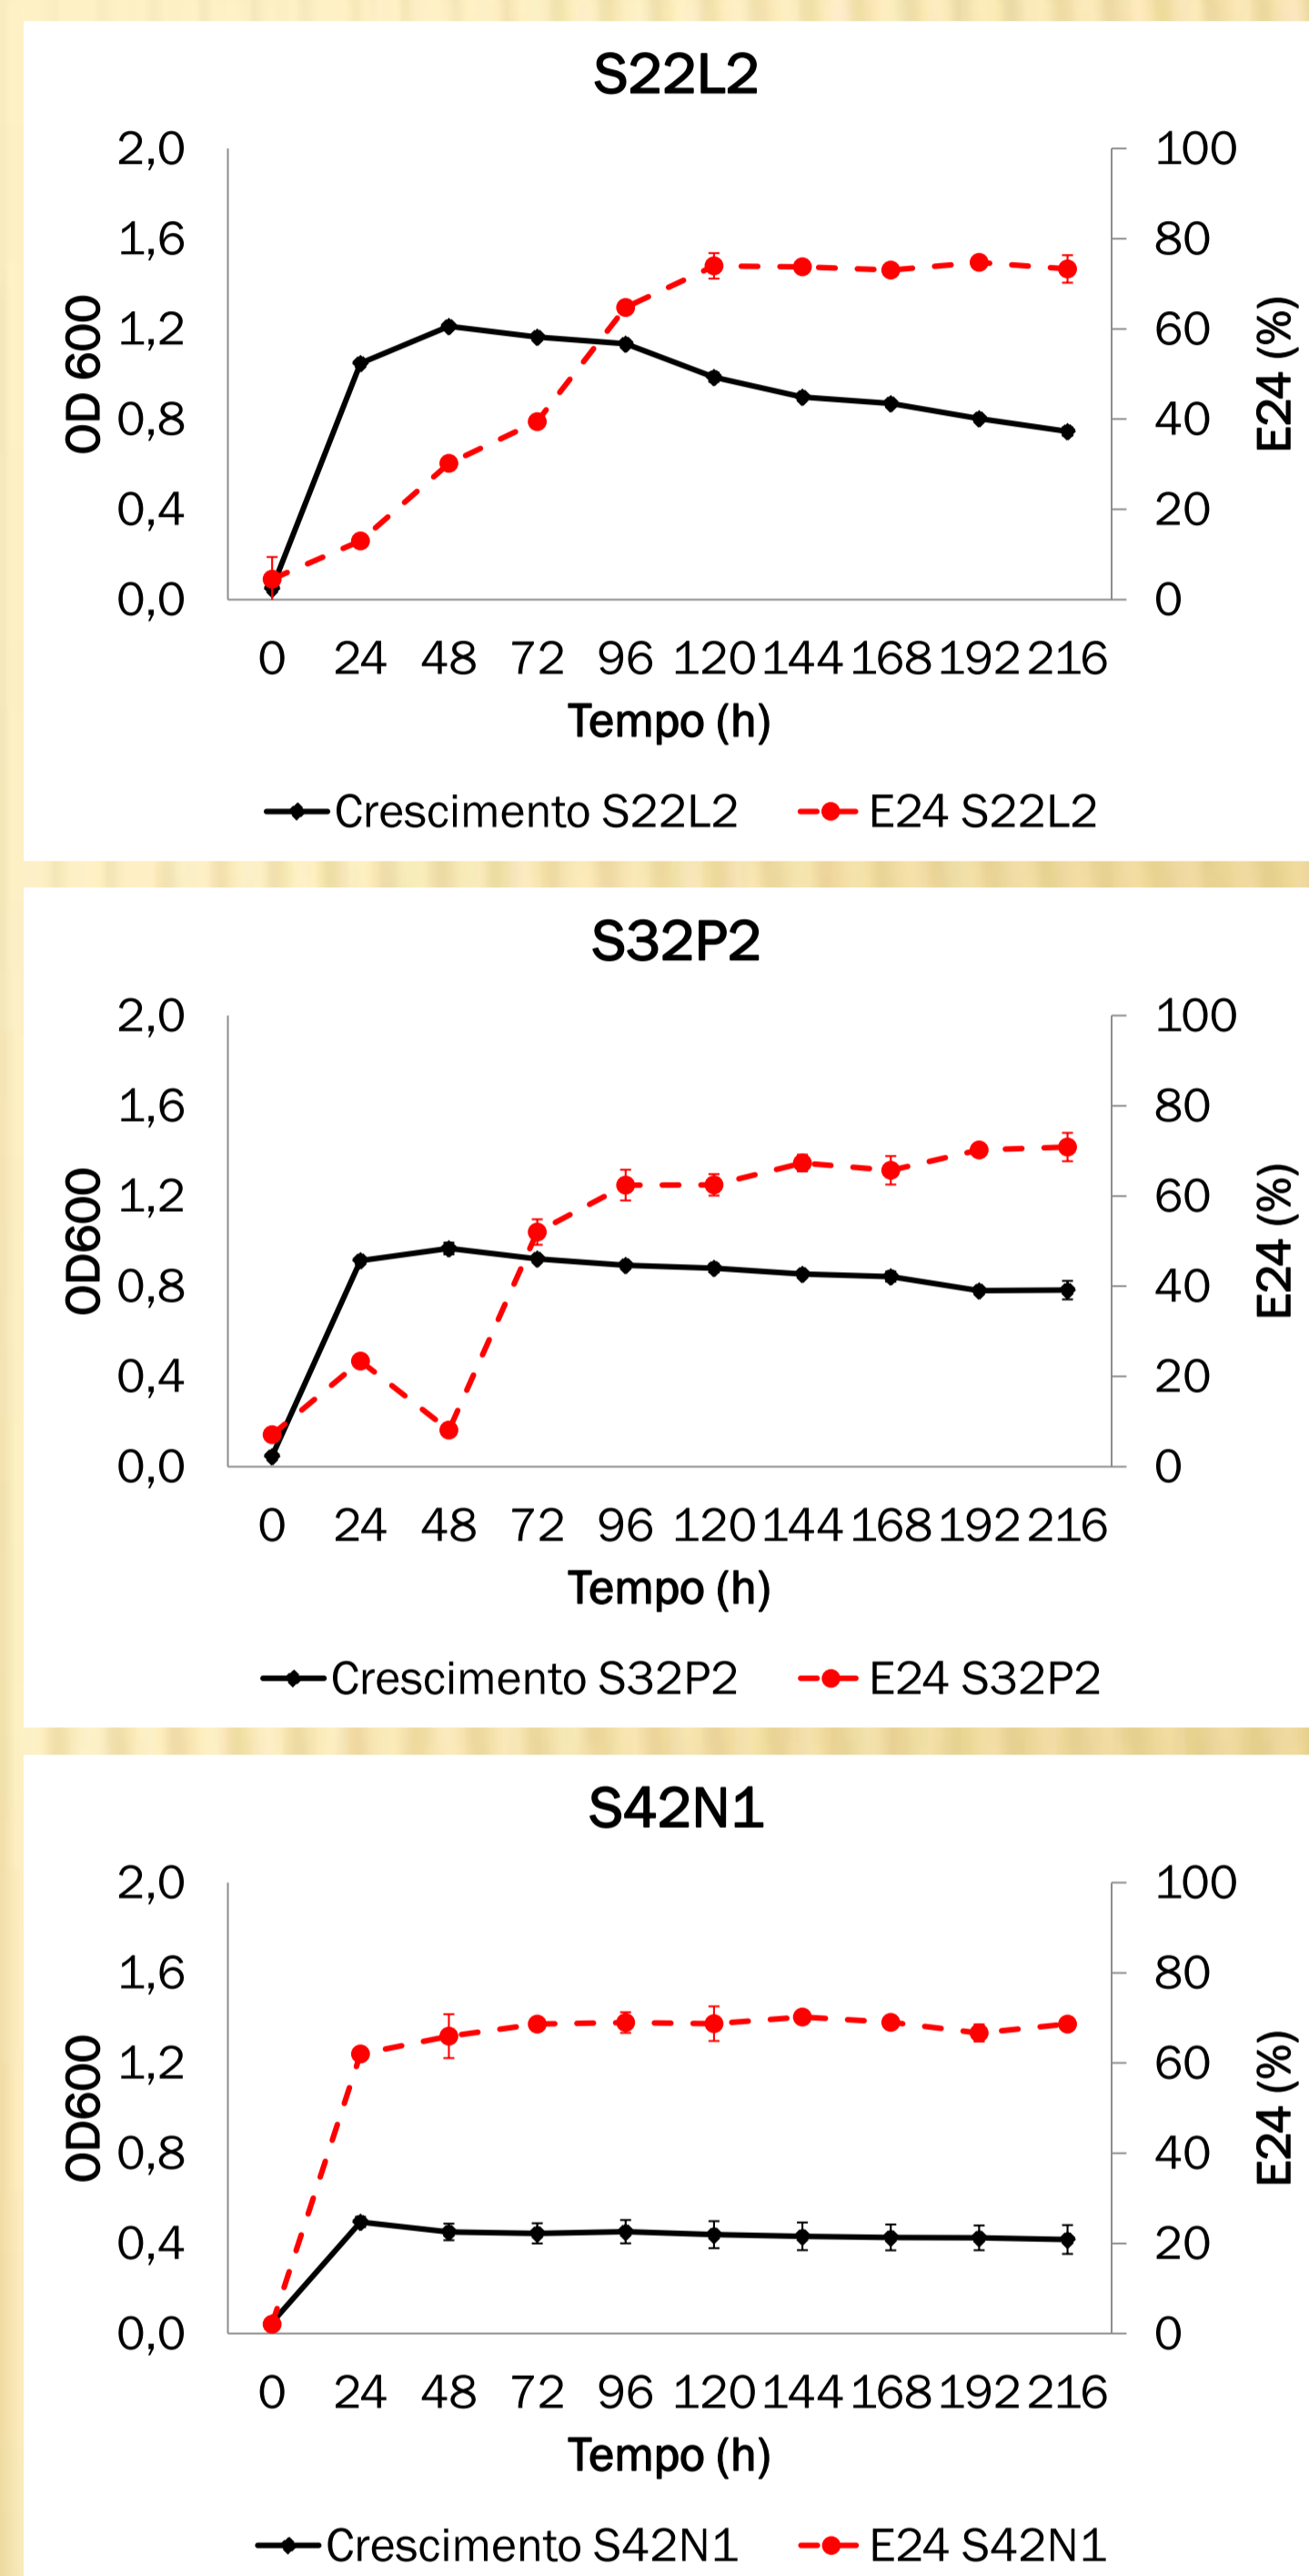 S22L2
2,0 100
1,6 80
1,2 60
0,8 40
0,4 20
0,0 0
OD 600
E24 (%)
0 24 48 72 96 120 144 168 192 216
Tempo (h)
Crescimento S22L2 E24 S22L2
S32P2
2,0 100
1,6 80
1,2 60
0,8 40
0,4 20
0,0 0
OD600
E24 (%)
0 24 48 72 96 120 144 168 192 216
Tempo (h)
Crescimento S32P2 E24 S32P2
S42N1
2,0 100
1,6 80
1,2 60
0,8 40
0,4 20
0,0 0
OD600
E24 (%)
0 24 48 72 96 120 144 168 192 216
Tempo (h)
Crescimento S42N1 E24 S42N1